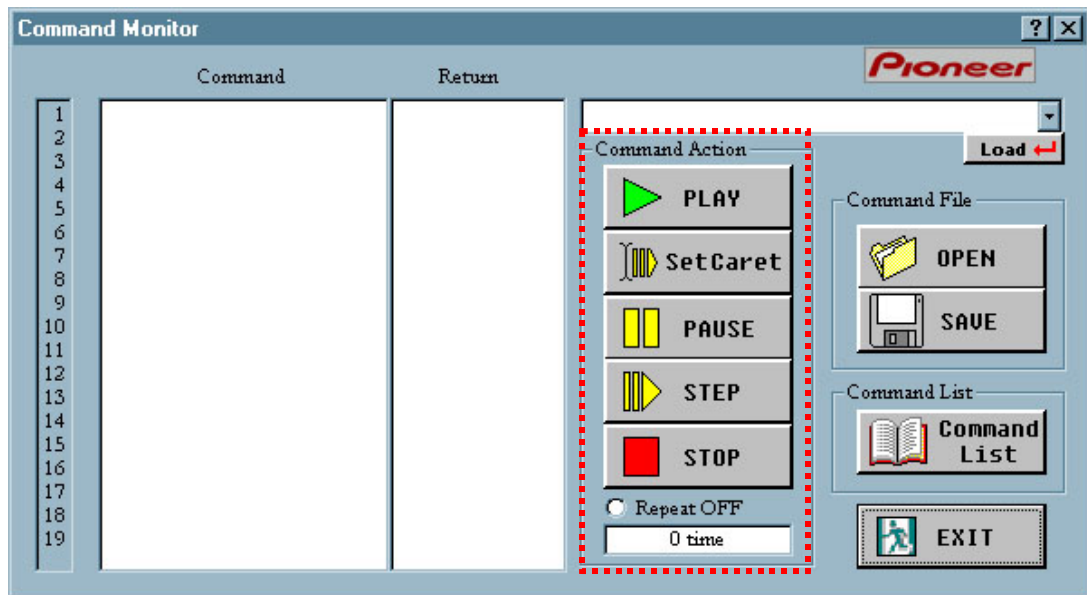 Command Monitor
? X
Pioneer
Command Return
1
2
3
4
5
6
7
8
9
10
11
12
13
14
15
16
17
18
19
Load
Command Action
PLAY
SetCaret
PAUSE
STEP
STOP
Repeat OFF
0 time
Command File
OPEN
SAVE
Command List
Command
List
EXIT